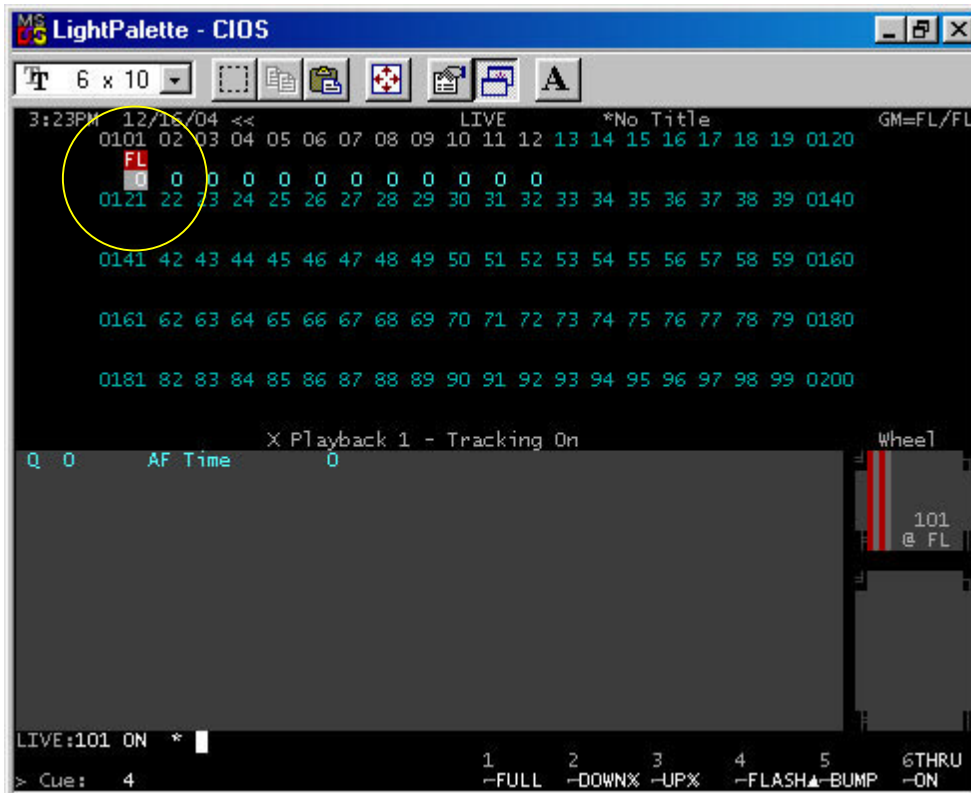 LightPalette - CIOS
6 x 10
3:23PM 12/16/04 << LIVE *No Title GM=FL/FL
0101 02 03 04 05 06 07 08 09 10 11 12 13 14 15 16 17 18 19 0120
FL
0 0 0 0 0 0 0 0 0 0 0 0
0121 22 23 24 25 26 27 28 29 30 31 32 33 34 35 36 37 38 39 0140
0141 42 43 44 45 46 47 48 49 50 51 52 53 54 55 56 57 58 59 0160
0161 62 63 64 65 66 67 68 69 70 71 72 73 74 75 76 77 78 79 0180
0181 82 83 84 85 86 87 88 89 90 91 92 93 94 95 96 97 98 99 0200
X Playback 1 - Tracking On Wheel
Q 0 AF Time 0
101
@ FL
LIVE:101 ON *
1 2 3 4 5 6THRU
> Cue: 4 ¬FULL ¬DOWN% ¬UP% ¬FLASH▲¬BUMP ¬ON